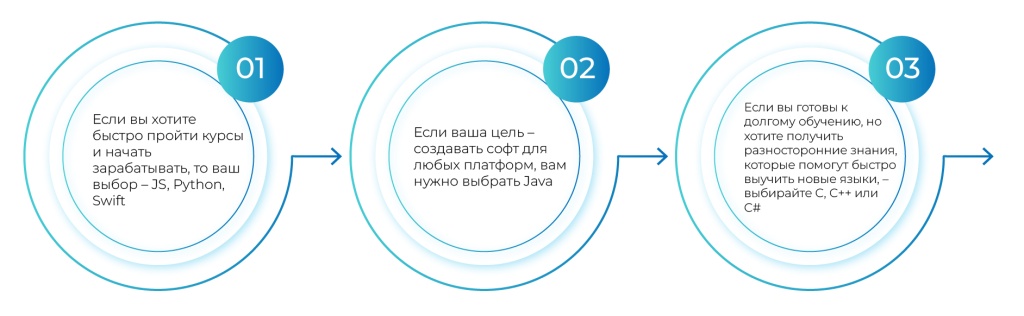 01
Если вы хотите
быстро пройти курсы
и начать
зарабатывать, то ваш
выбор – JS, Python,
Swift
02
Если ваша цель –
создавать софт для
любых платформ, вам
нужно выбрать Java
03
Если вы готовы к
долгому обучению, но
хотите получить
разносторонние знания,
которые помогут быстро
выучить новые языки, –
выбирайте C, C++ или
C#